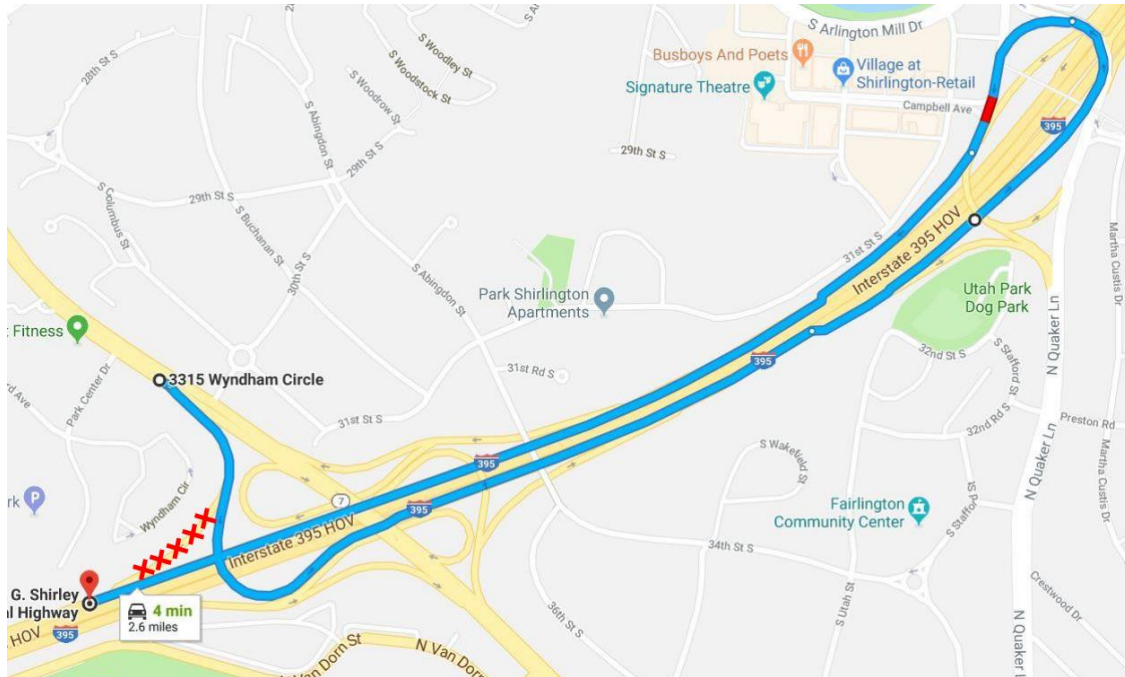 S Arlington Mill Dr
N Quaker Ln
Busboys And Poets
Village at
Shirlington-Retail
Signature Theatre
Campbell Ave
395
28th St S
S Woodley St
S Woodstock St
S Woodrow St
S Abingdon St
29th St S
29th St S
29th St S
S Columbus St
S Buchanan St
30th St S
S Abingdon St
31st St S
Interstate 395 HOV
Martha Custis Dr
Utah Park
Dog Park
Park Shirlington
Apartments
Fitness
395
N Quaker Ln
32nd St S
S Stafford St
3315 Wyndham Circle
31st Rd S
Park Center Dr
31st St S
32nd Rd S
Preston Rd
S Wakefield St
Martha Custis Dr
395
7
395
Wyndham Cir
Fairlington
Community Center
S Stafford St
N Quaker Ln
Interstate 395 HOV
34th St S
G. Shirley
al Highway
4 min
2.6 miles
HOV
395
36th St S
S Utah St
Crestwood Dr
N Van Dorn St
N Van Dorn